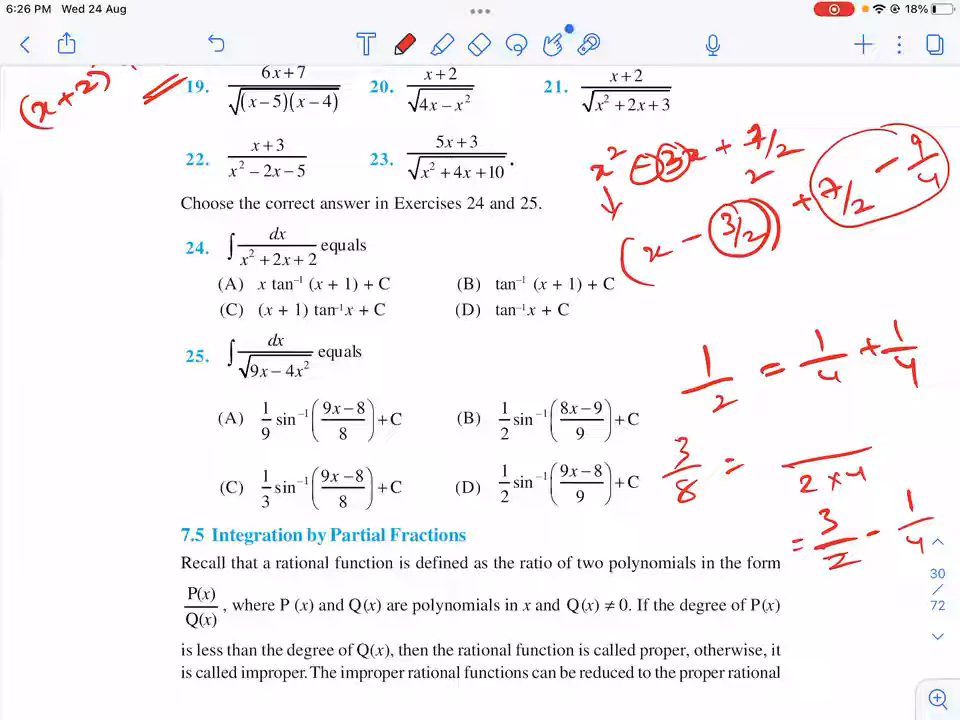 6:26 PM Wed 24 Aug 18%
(x+2)
19. 6x+7/√((x−5)(x−4)) 20. x+2/√(4x−x²) 21. x+2/√(x²+2x+3)
22. x+3/(x²−2x−5) 23. 5x+3/√(x²+4x+10) .
x² − 3x + 7/2
2
(x − 3/2) + 7/2 − 9/4
Choose the correct answer in Exercises 24 and 25.
24. ∫ dx/(x²+2x+2) equals
(A) x tan⁻¹ (x + 1) + C (B) tan⁻¹ (x + 1) + C
(C) (x + 1) tan⁻¹x + C (D) tan⁻¹x + C
25. ∫ dx/√(9x−4x²) equals
1/2 = 1/4 + 1/4
(A) 1/9 sin⁻¹((9x−8)/8)+C (B) 1/2 sin⁻¹((8x−9)/9)+C
(C) 1/3 sin⁻¹((9x−8)/8)+C (D) 1/2 sin⁻¹((9x−8)/9)+C
3/8 = /2×4
= 3/2 − 1/4
7.5 Integration by Partial Fractions
Recall that a rational function is defined as the ratio of two polynomials in the form
P(x)/Q(x) , where P (x) and Q(x) are polynomials in x and Q(x) ≠ 0. If the degree of P(x)
is less than the degree of Q(x), then the rational function is called proper, otherwise, it
is called improper. The improper rational functions can be reduced to the proper rational
30
/
72